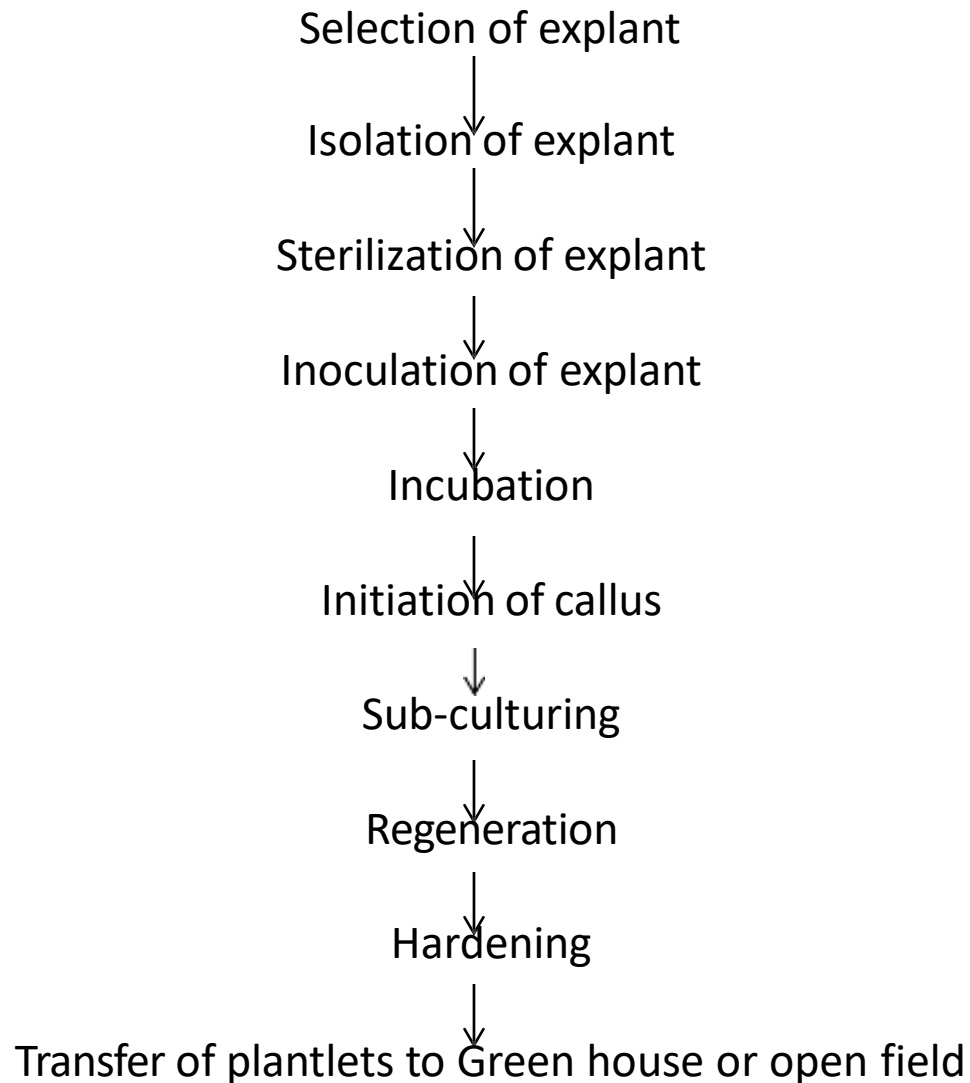 Selection of explant
Isolation of explant
Sterilization of explant
Inoculation of explant
Incubation
Initiation of callus
Sub-culturing
Regeneration
Hardening
Transfer of plantlets to Green house or open field